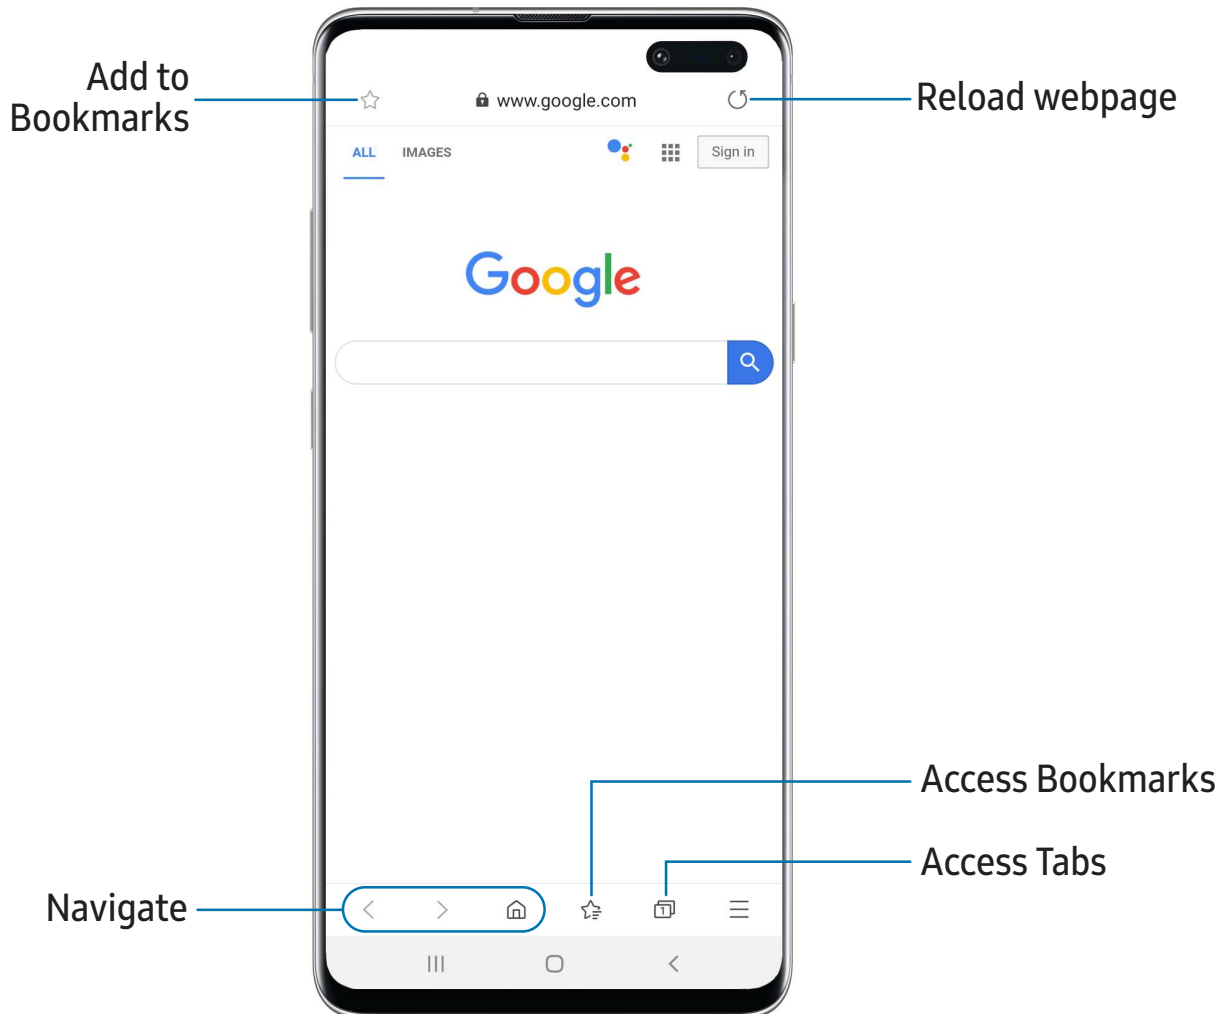 Add to
Bookmarks
www.google.com
Reload webpage
ALL IMAGES Sign in
Google
Access Bookmarks
Access Tabs
Navigate
1